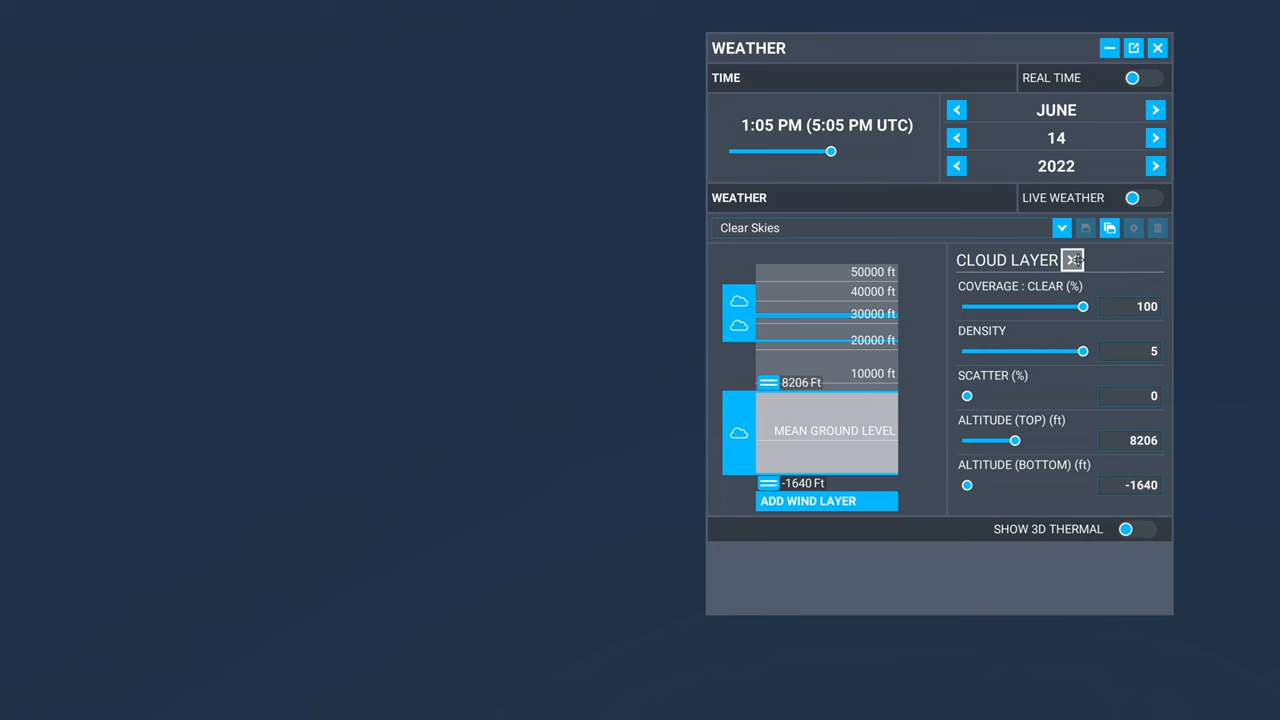 WEATHER
TIME
REAL TIME
1:05 PM (5:05 PM UTC)
JUNE
14
2022
WEATHER
LIVE WEATHER
Clear Skies
CLOUD LAYER
50000 ft
40000 ft
30000 ft
20000 ft
10000 ft
8206 Ft
MEAN GROUND LEVEL
-1640 Ft
ADD WIND LAYER
COVERAGE : CLEAR (%)
100
DENSITY
5
SCATTER (%)
0
ALTITUDE (TOP) (ft)
8206
ALTITUDE (BOTTOM) (ft)
-1640
SHOW 3D THERMAL